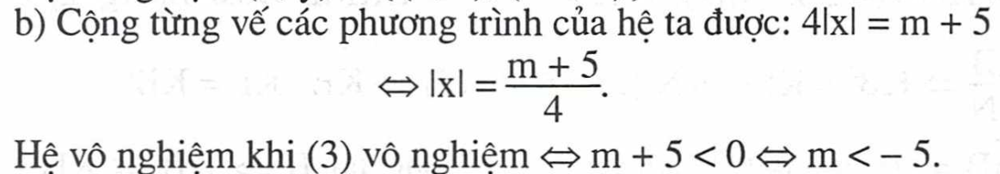 b) Cộng từng vế các phương trình của hệ ta được: 4|x| = m + 5
⇔ |x| = (m + 5)/4.
Hệ vô nghiệm khi (3) vô nghiệm ⇔ m + 5 < 0 ⇔ m < – 5.